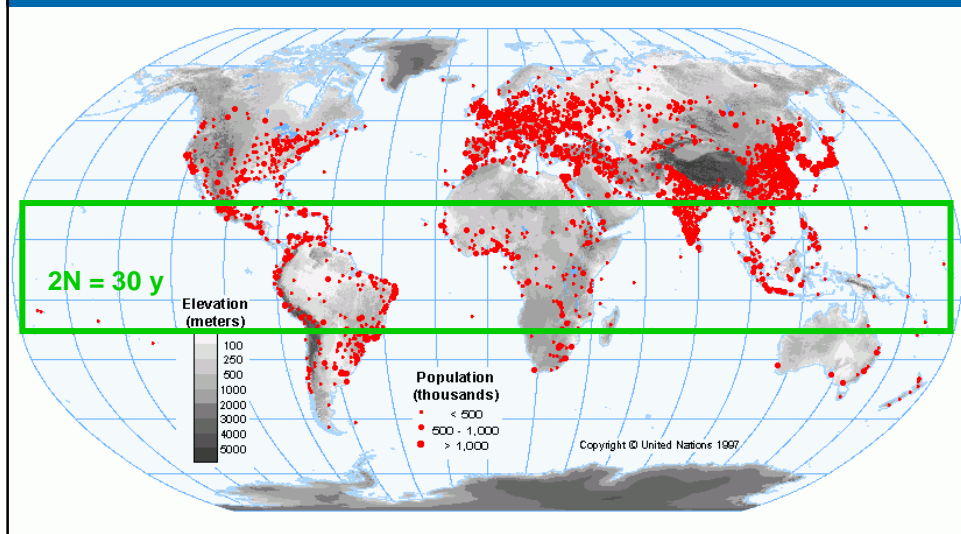 2N = 30 y
Elevation
(meters)
100
250
500
1000
2000
3000
4000
5000
Population
(thousands)
< 500
500 - 1,000
> 1,000
Copyright © United Nations 1997